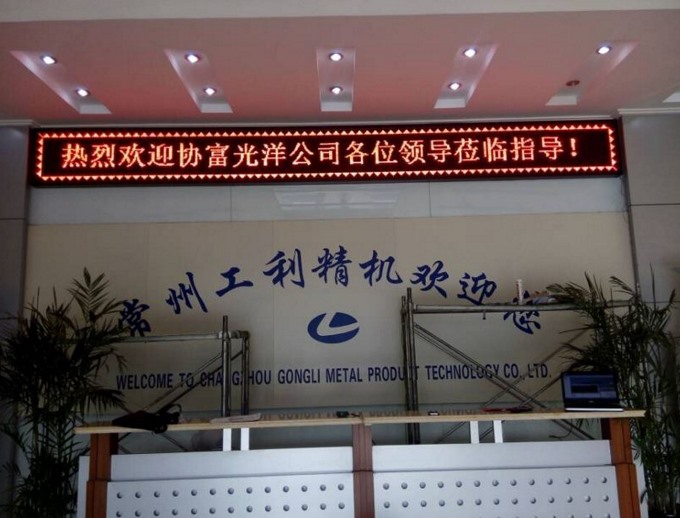 热烈欢迎协富光洋公司各位领导莅临指导！
常州工利精机欢迎您
WELCOME TO CHANGZHOU GONGLI METAL PRODUCT TECHNOLOGY CO., LTD.